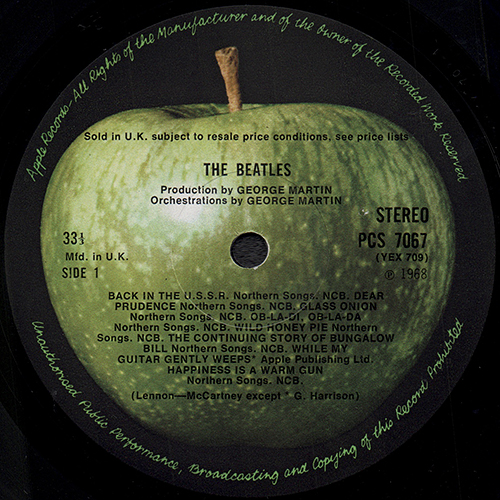 Apple Records-All Rights of the Manufacturer and of the Owner of the Recorded Work Reserved
Sold in U.K. subject to resale price conditions, see price lists
THE BEATLES
Production by GEORGE MARTIN
Orchestrations by GEORGE MARTIN
STEREO
33⅓
PCS 7067
Mfd. in U.K.
(YEX 709)
SIDE 1
℗ 1968
BACK IN THE U.S.S.R. Northern Songs. NCB. DEAR
PRUDENCE Northern Songs. NCB. GLASS ONION
Northern Songs. NCB. OB-LA-DI, OB-LA-DA
Northern Songs. NCB. WILD HONEY PIE Northern
Songs. NCB. THE CONTINUING STORY OF BUNGALOW
BILL Northern Songs. NCB. WHILE MY
GUITAR GENTLY WEEPS* Apple Publishing Ltd.
HAPPINESS IS A WARM GUN
Northern Songs. NCB.
(Lennon—McCartney except * G. Harrison)
Unauthorised Public Performance, Broadcasting and Copying of this Record Prohibited